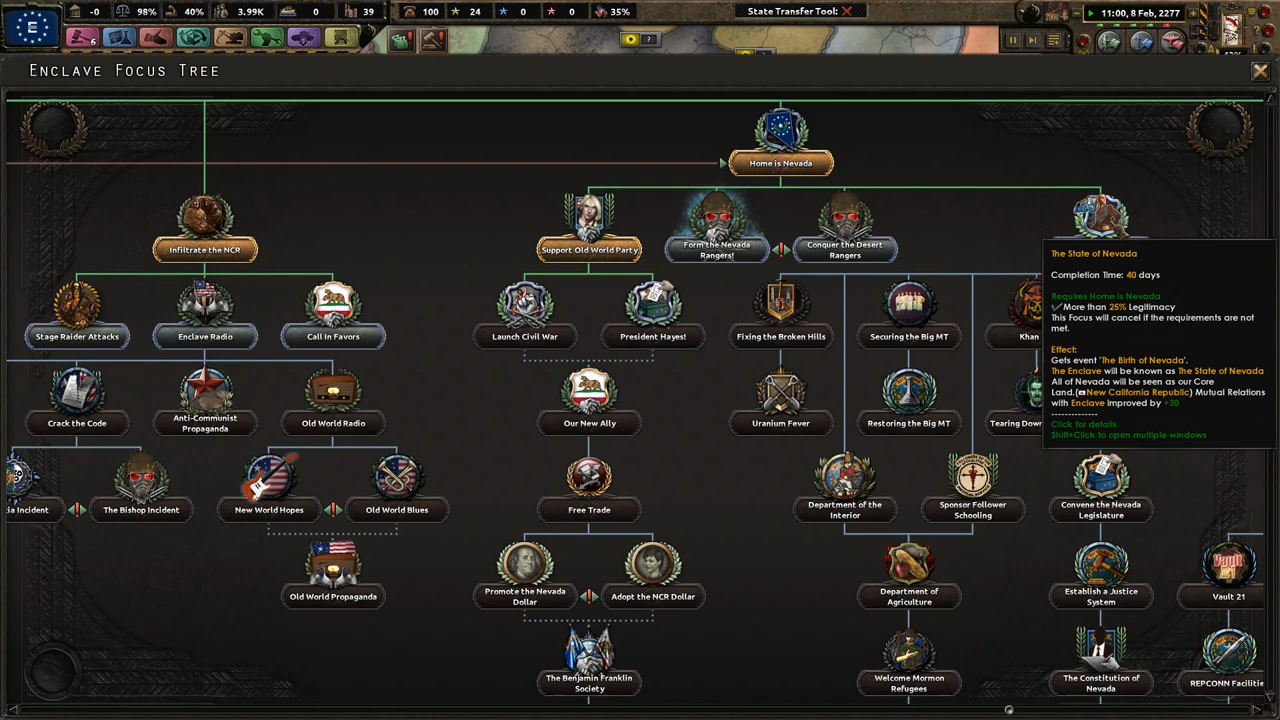 -0
98%
40%
3.99K
0
39
100
24
0
0
35%
State Transfer Tool:
11:00, 8 Feb, 2277
E
6
?
ENCLAVE FOCUS TREE
Home is Nevada
Infiltrate the NCR
Support Old World Party
Form the Nevada
Rangers!
Conquer the Desert
Rangers
The State of Nevada
Completion Time: 40 days
Requires Home is Nevada
More than 25% Legitimacy
This Focus will cancel if the requirements are not
met.
Effect:
Gets event 'The Birth of Nevada'.
The Enclave will be known as The State of Nevada
All of Nevada will be seen as our Core
Land.(New California Republic) Mutual Relations
with Enclave improved by +30
--------------
Click for details
Shift+Click to open multiple windows
Stage Raider Attacks
Enclave Radio
Call In Favors
Launch Civil War
President Hayes!
Fixing the Broken Hills
Securing the Big MT
Khan
Crack the Code
Anti-Communist
Propaganda
Old World Radio
Our New Ally
Uranium Fever
Restoring the Big MT
Tearing Down
ia Incident
The Bishop Incident
New World Hopes
Old World Blues
Free Trade
Department of the
Interior
Sponsor Follower
Schooling
Convene the Nevada
Legislature
Old World Propaganda
Promote the Nevada
Dollar
Adopt the NCR Dollar
Department of
Agriculture
Establish a Justice
System
Vault
21
Vault 21
The Benjamin Franklin
Society
Welcome Mormon
Refugees
The Constitution of
Nevada
REPCONN Facilitie